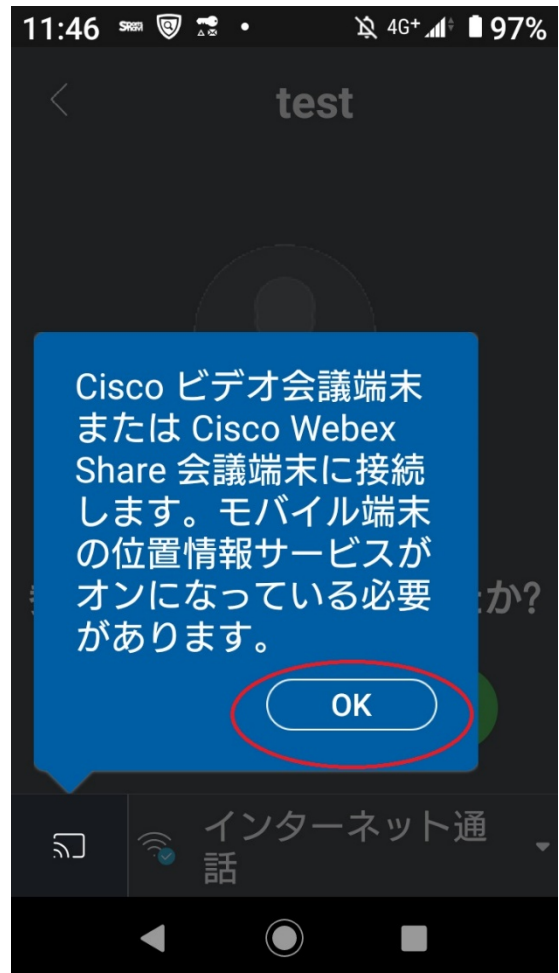 11:46 4G+ 97%
test
Cisco ビデオ会議端末
または Cisco Webex
Share 会議端末に接続
します。モバイル端末
の位置情報サービスが
オンになっている必要
があります。
か?
OK
インターネット通
話